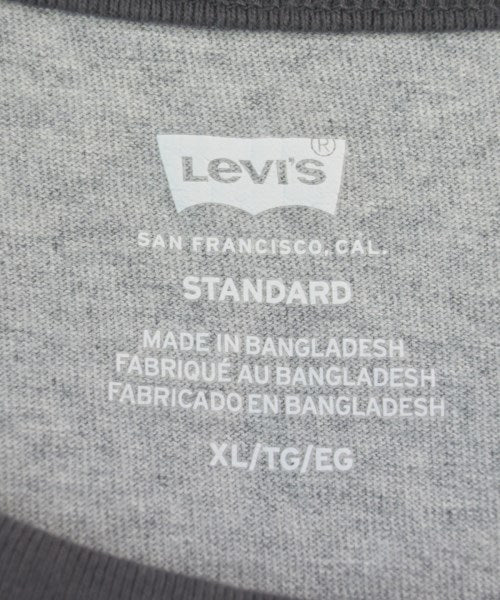 Levi's ®
SAN FRANCISCO, CAL.
STANDARD
MADE IN BANGLADESH
FABRIQUÉ AU BANGLADESH
FABRICADO EN BANGLADESH
XL/TG/EG